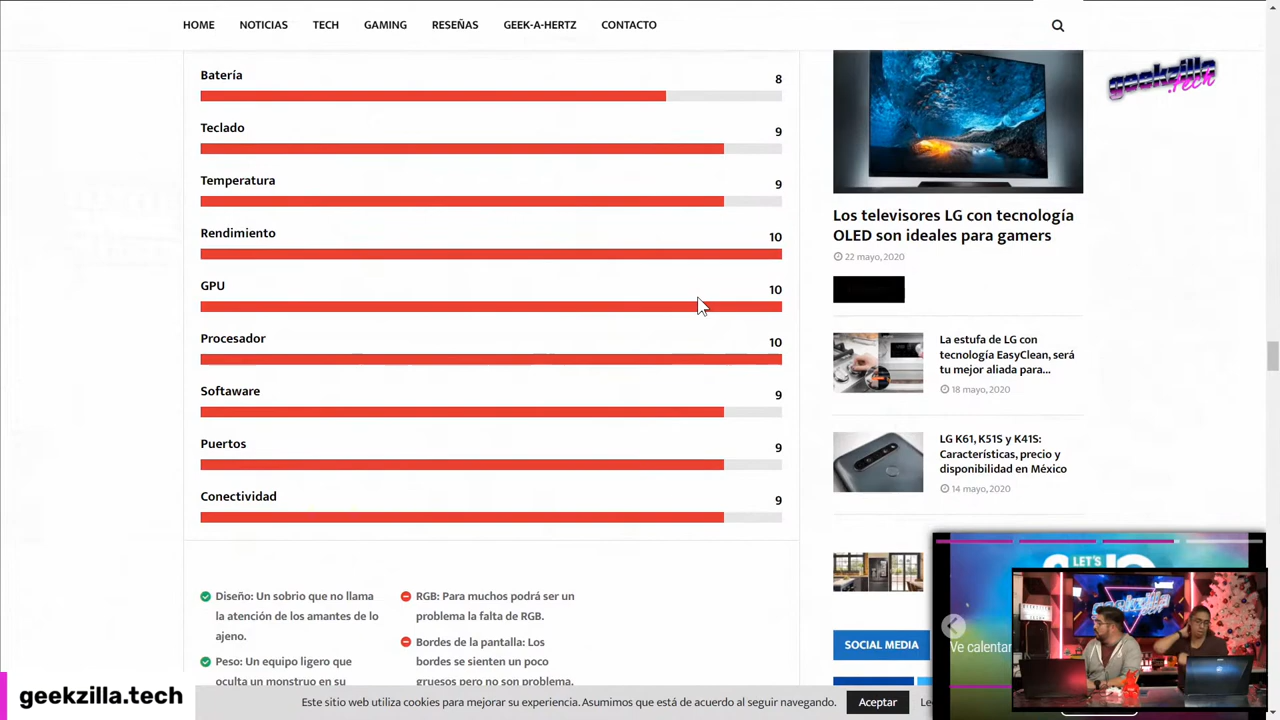 HOME NOTICIAS TECH GAMING RESEÑAS GEEK-A-HERTZ CONTACTO
geekzilla
.tech
Batería 8
Teclado 9
Temperatura 9
Rendimiento 10
GPU 10
Procesador 10
Softaware 9
Puertos 9
Conectividad 9
Diseño: Un sobrio que no llama
la atención de los amantes de lo
ajeno.
Peso: Un equipo ligero que
oculta un monstruo en su
RGB: Para muchos podrá ser un
problema la falta de RGB.
Bordes de la pantalla: Los
bordes se sienten un poco
gruesos pero no son problema.
Los televisores LG con tecnología
OLED son ideales para gamers
22 mayo, 2020
La estufa de LG con
tecnología EasyClean, será
tu mejor aliada para...
18 mayo, 2020
LG K61, K51S y K41S:
Características, precio y
disponibilidad en México
14 mayo, 2020
SOCIAL MEDIA
LET'S
Ve calentar
geekzilla
geekzilla.tech
Este sitio web utiliza cookies para mejorar su experiencia. Asumimos que está de acuerdo al seguir navegando. Aceptar